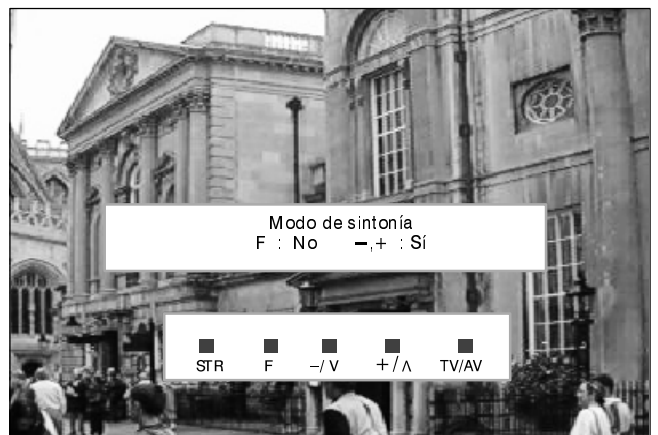 Modo de sintonía
F : No −,+ : Sí
STR F −/V +/Λ TV/AV